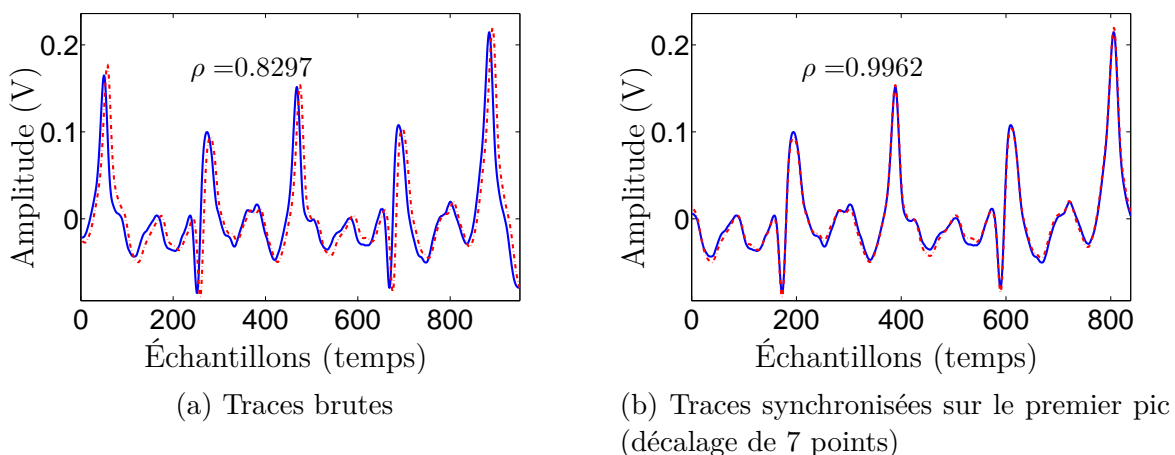 0.2
0.1
0
Amplitude (V)
ρ =0.8297
0 200 400 600 800
Échantillons (temps)
(a) Traces brutes
0.2
0.1
0
Amplitude (V)
ρ =0.9962
0 200 400 600 800
Échantillons (temps)
(b) Traces synchronisées sur le premier pic
(décalage de 7 points)